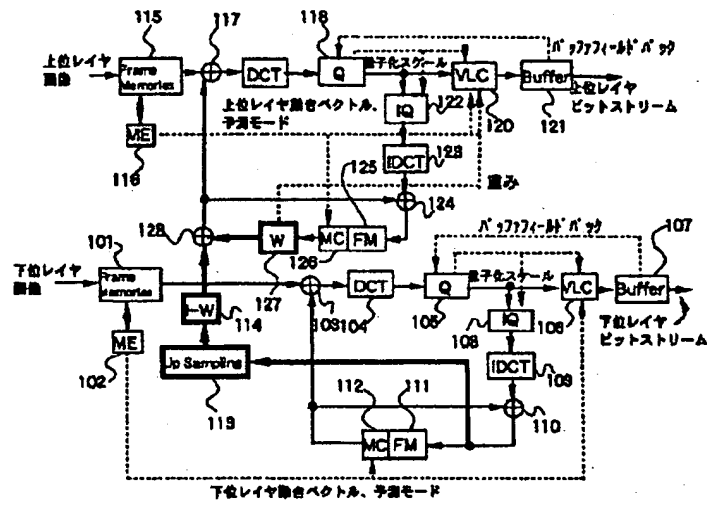 115
117
118
バッファフィールドバック
上位レイヤ
画像
Frame
Memories
DCT
Q
量子化スケール
VLC
Buffer
上位レイヤ
ビットストリーム
120
121
上位レイヤ動きベクトル、
予測モード
IQ
122
ME
116
125
IDCT
123
重み
124
101
128
W
MC
FM
126
127
バッファフィールドバック
107
下位レイヤ
画像
Frame
Memories
103
DCT
104
Q
105
量子化スケール
VLC
106
Buffer
下位レイヤ
ビットストリーム
I-W
114
IQ
108
ME
102
Up Sampling
113
IDCT
109
112
111
110
MC
FM
下位レイヤ動きベクトル、予測モード